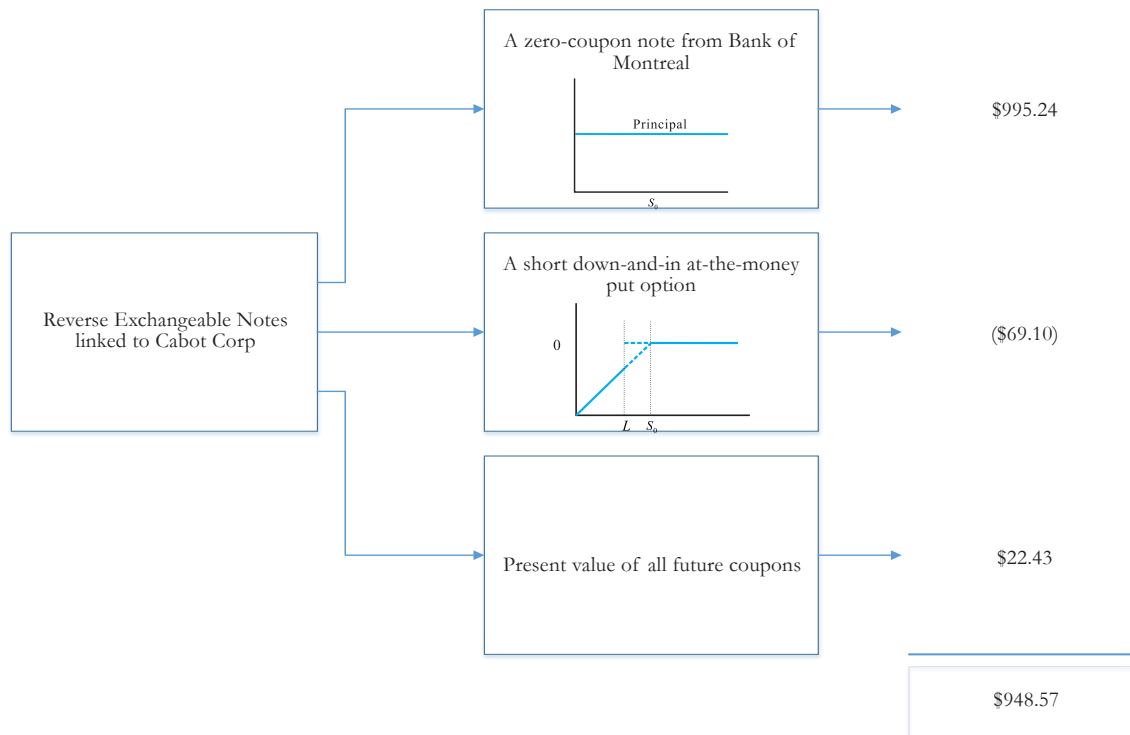 A zero-coupon note from Bank of
Montreal
Principal
S₀
$995.24
Reverse Exchangeable Notes
linked to Cabot Corp
A short down-and-in at-the-money
put option
0
L S₀
($69.10)
Present value of all future coupons
$22.43
$948.57